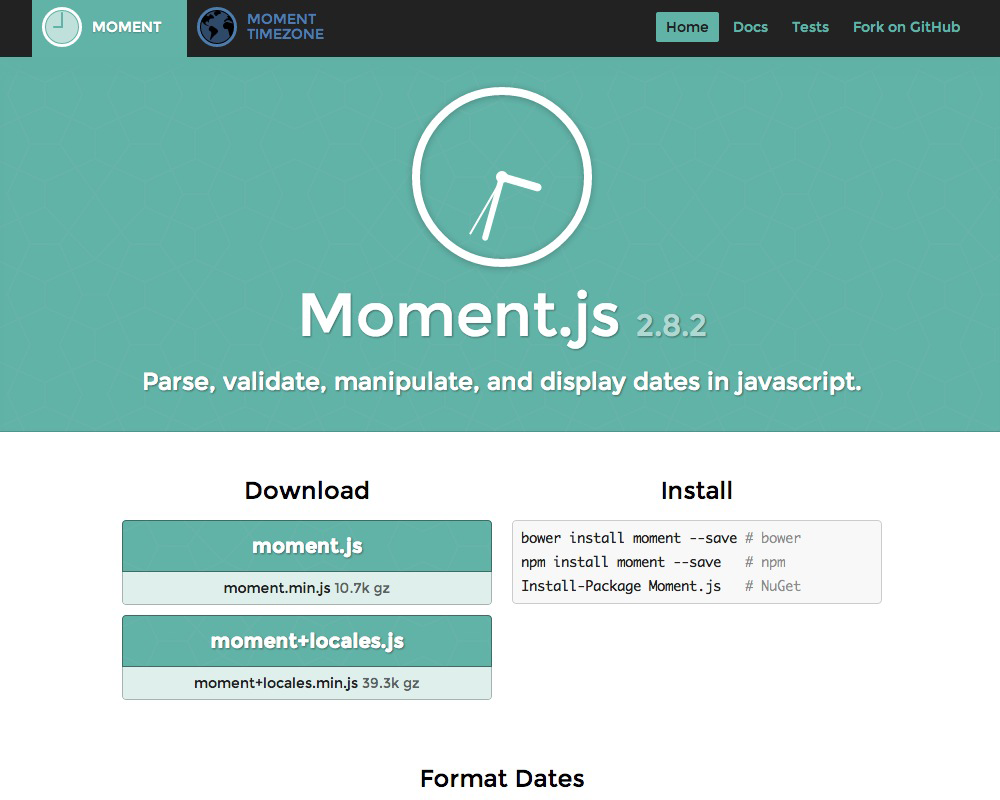 MOMENT
MOMENT
TIMEZONE
Home Docs Tests Fork on GitHub
Moment.js 2.8.2
Parse, validate, manipulate, and display dates in javascript.
Download
moment.js
moment.min.js 10.7k gz
moment+locales.js
moment+locales.min.js 39.3k gz
Install
bower install moment --save # bower
npm install moment --save   # npm
Install-Package Moment.js   # NuGet
Format Dates